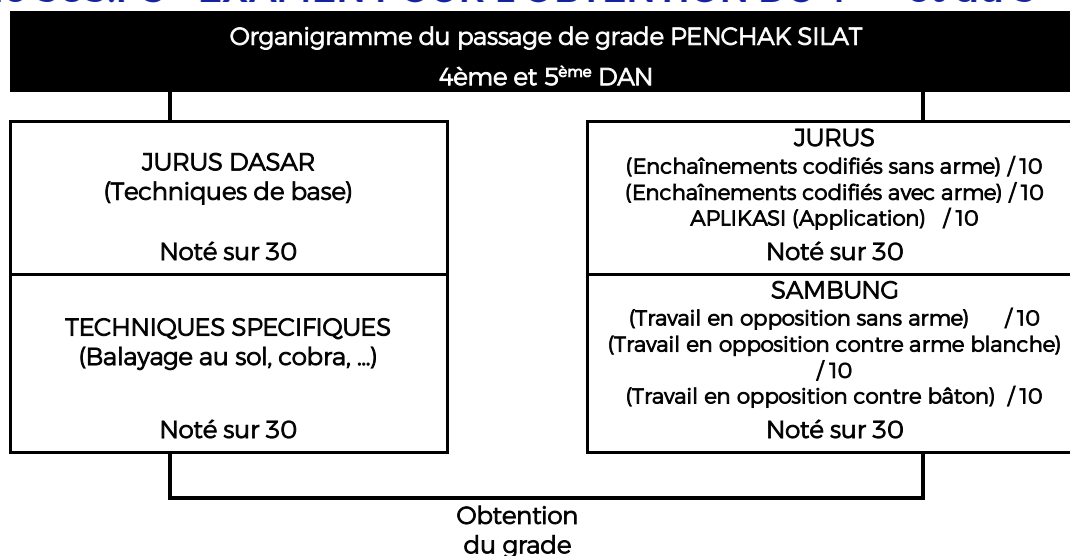 Organigramme du passage de grade PENCHAK SILAT
4ème et 5ème DAN
JURUS DASAR
(Techniques de base)
Noté sur 30
TECHNIQUES SPECIFIQUES
(Balayage au sol, cobra, ...)
Noté sur 30
JURUS
(Enchaînements codifiés sans arme) / 10
(Enchaînements codifiés avec arme) / 10
APLIKASI (Application) / 10
Noté sur 30
SAMBUNG
(Travail en opposition sans arme) / 10
(Travail en opposition contre arme blanche)
/ 10
(Travail en opposition contre bâton) / 10
Noté sur 30
Obtention
du grade